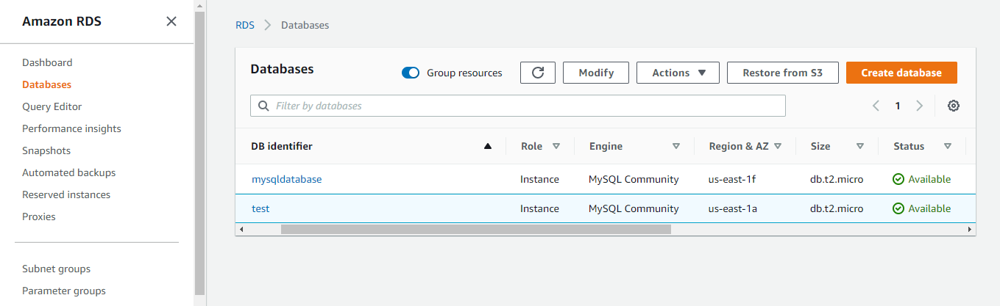 Amazon RDS
Dashboard
Databases
Query Editor
Performance insights
Snapshots
Automated backups
Reserved instances
Proxies
Subnet groups
Parameter groups
RDS Databases
Databases Group resources Modify Actions Restore from S3 Create database
Filter by databases 1
DB identifier Role Engine Region & AZ Size Status
mysqldatabase Instance MySQL Community us-east-1f db.t2.micro Available
test Instance MySQL Community us-east-1a db.t2.micro Available